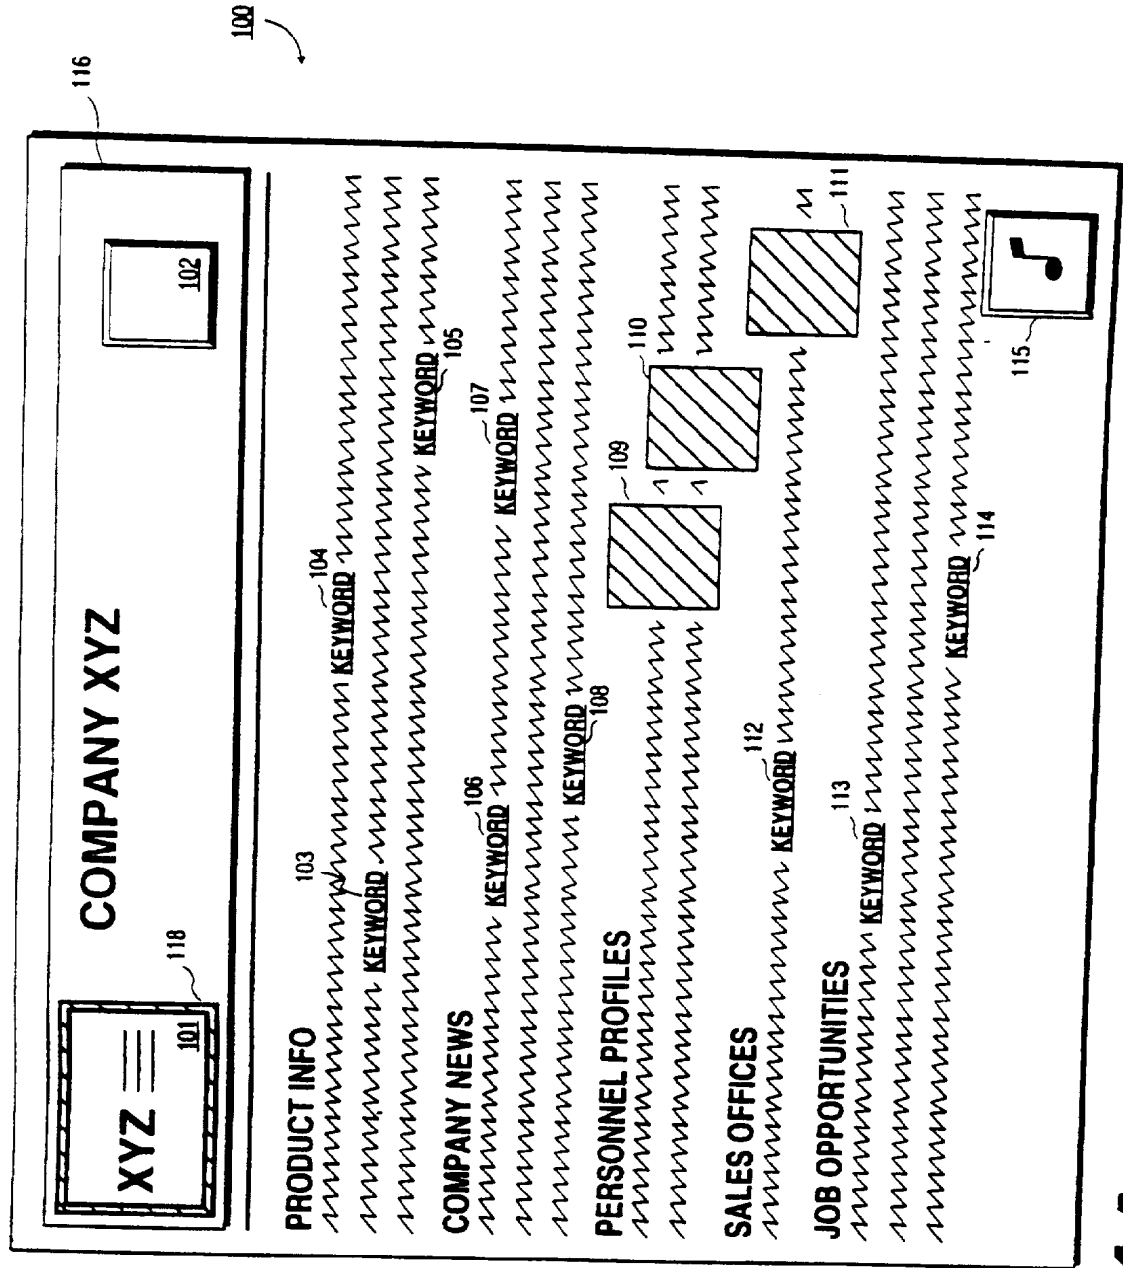 100
116
118
XYZ
101
COMPANY XYZ
102
PRODUCT INFO
103
104
KEYWORD
KEYWORD
KEYWORD
105
COMPANY NEWS
106
107
KEYWORD KEYWORD
KEYWORD
108
PERSONNEL PROFILES
109
110
SALES OFFICES
112
KEYWORD
111
JOB OPPORTUNITIES
113
KEYWORD
KEYWORD
114
115